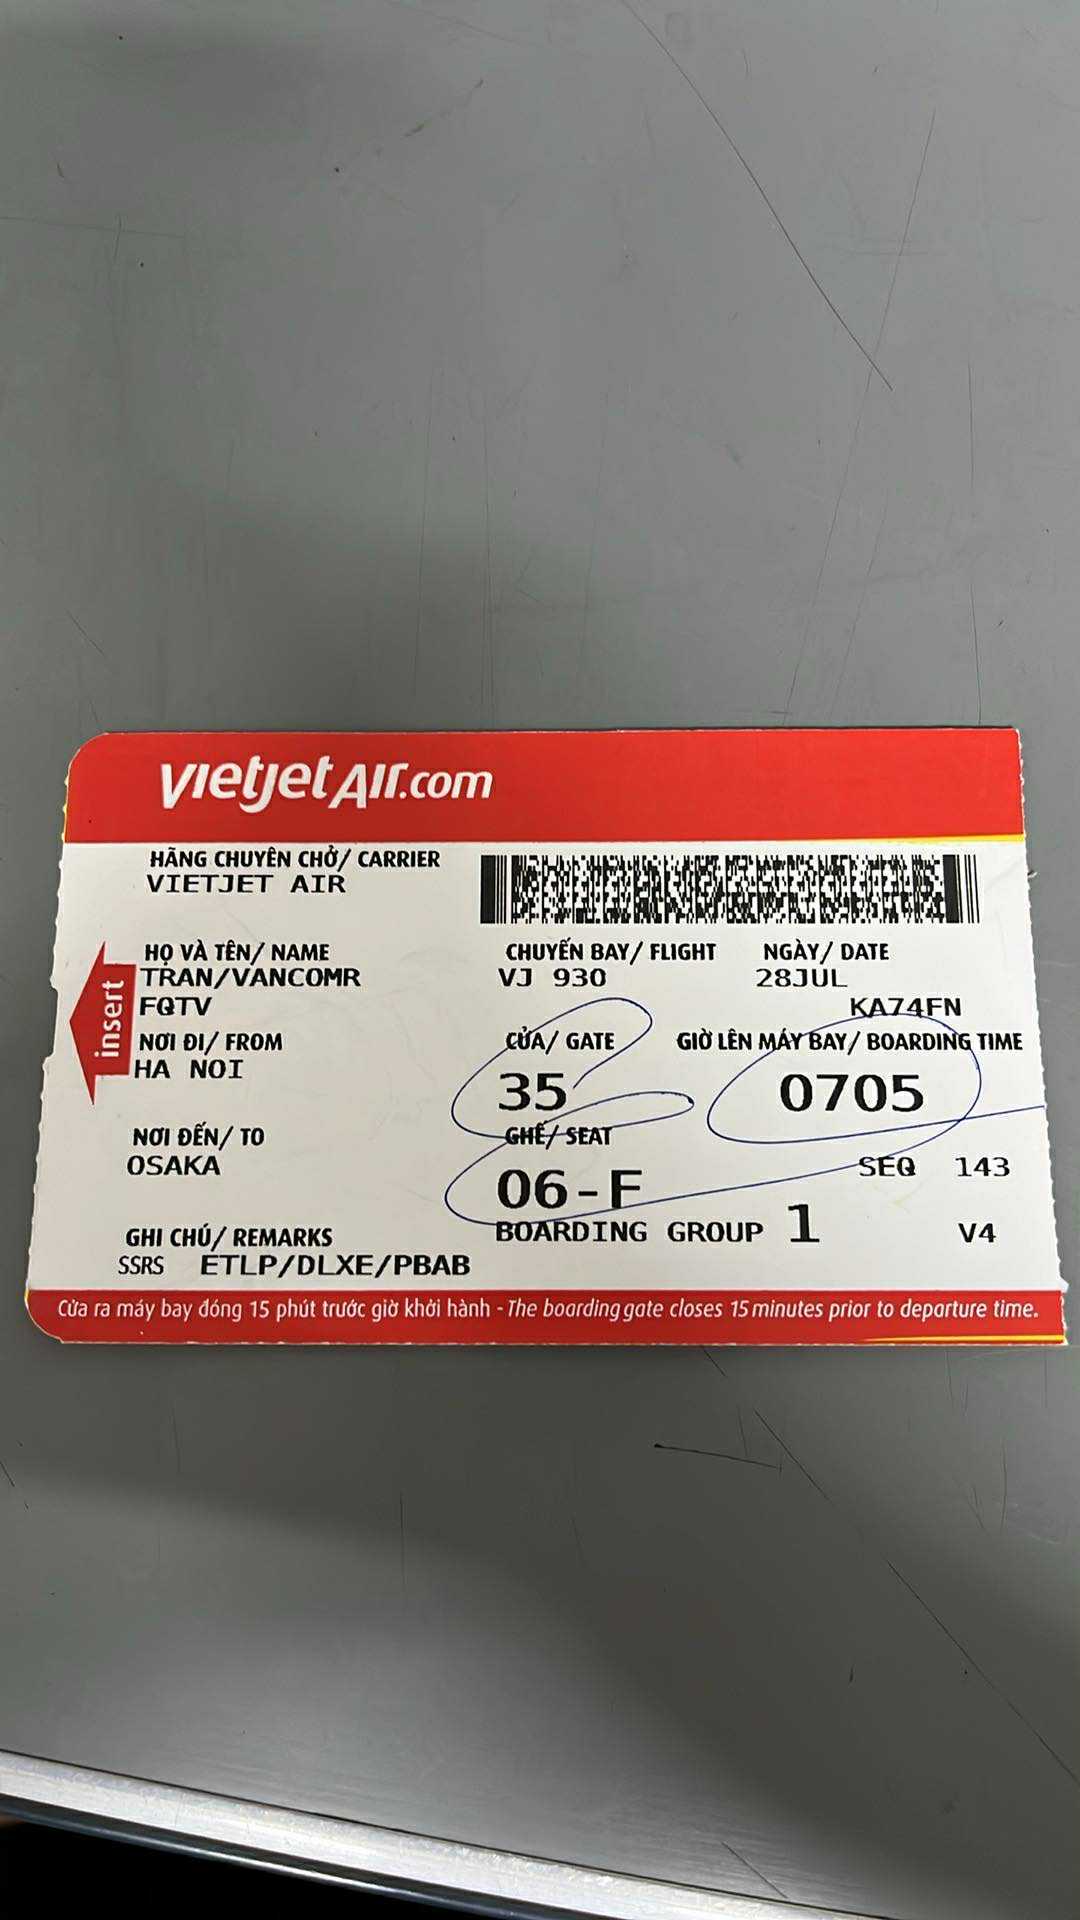 vietjetAir.com
HÃNG CHUYÊN CHỞ/ CARRIER
VIETJET AIR
HỌ VÀ TÊN/ NAME
TRAN/VANCOMR
FQTV
CHUYẾN BAY/ FLIGHT
VJ 930
NGÀY/ DATE
28JUL
KA74FN
insert
NƠI ĐI/ FROM
HA NOI
CỬA/ GATE
35
GIỜ LÊN MÁY BAY/ BOARDING TIME
0705
NƠI ĐẾN/ TO
OSAKA
GHẾ/ SEAT
06-F
SEQ 143
BOARDING GROUP 1
V4
GHI CHÚ/ REMARKS
SSRS ETLP/DLXE/PBAB
Cửa ra máy bay đóng 15 phút trước giờ khởi hành - The boarding gate closes 15 minutes prior to departure time.